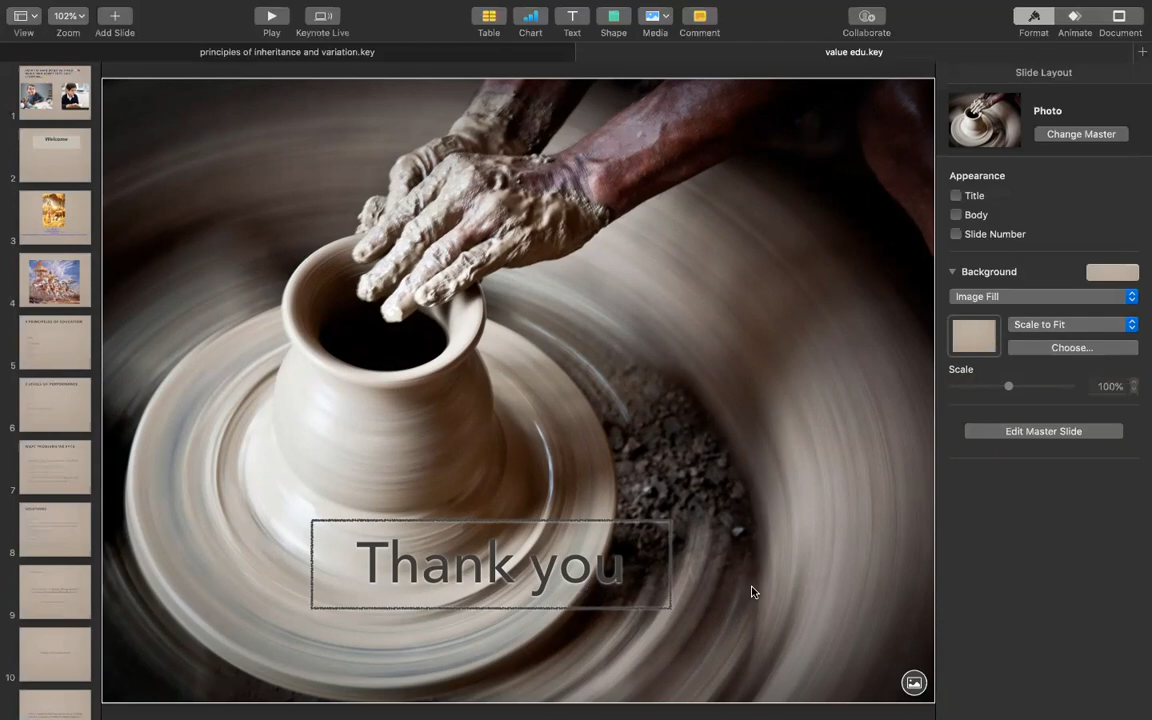 View
102%
Zoom
Add Slide
Play
Keynote Live
Table
Chart
Text
Shape
Media
Comment
Collaborate
Format
Animate
Document
principles of inheritance and variation.key
value edu.key
Slide Layout
Photo
Change Master
Appearance
Title
Body
Slide Number
Background
Image Fill
Scale to Fit
Choose...
Scale
100%
Edit Master Slide
1
Welcome
2
3
4
5
6
7
8
9
10
Thank you